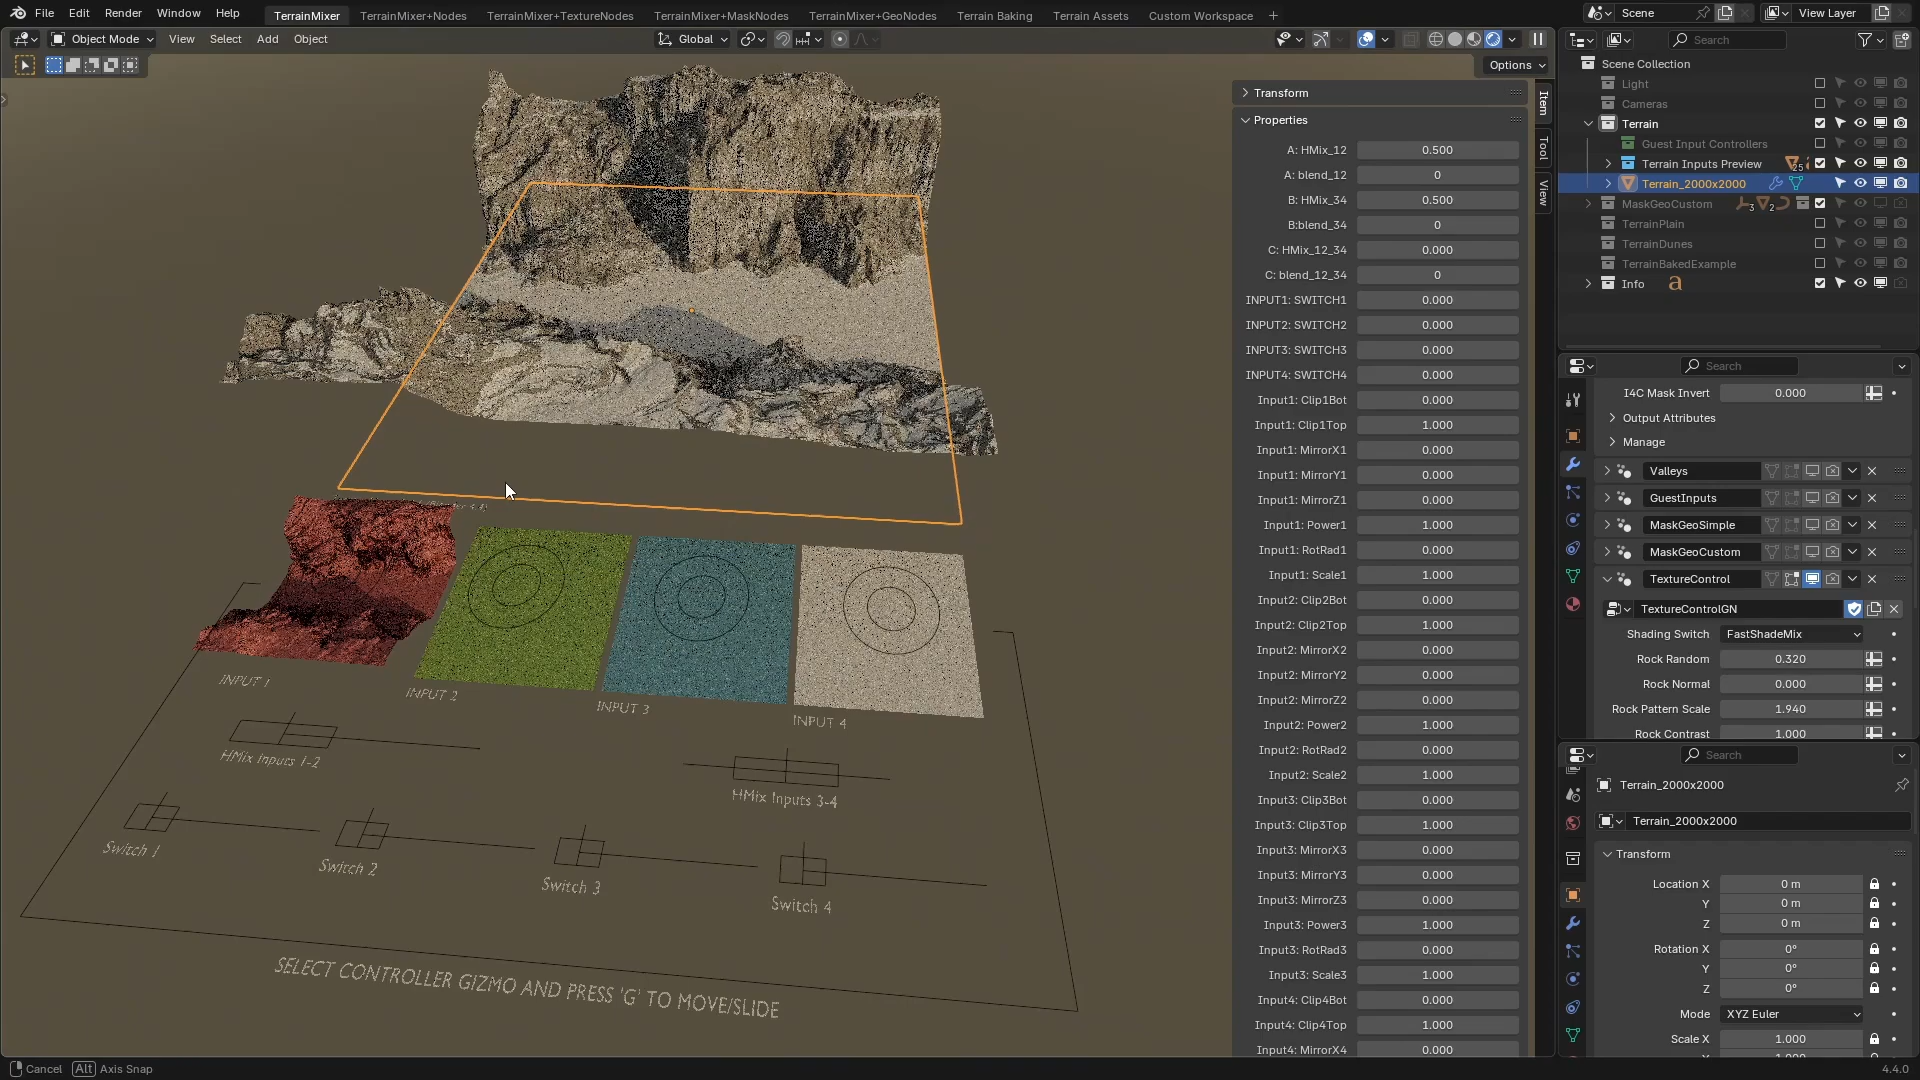 File Edit Render Window Help TerrainMixer TerrainMixer+Nodes TerrainMixer+TextureNodes TerrainMixer+MaskNodes TerrainMixer+GeoNodes Terrain Baking Terrain Assets Custom Workspace + Scene View Layer
Object Mode View Select Add Object Global Search
Options
Scene Collection
Light
Cameras
Terrain
Guest Input Controllers
Terrain Inputs Preview 25
Terrain_2000x2000
MaskGeoCustom 3 2
TerrainPlain
TerrainDunes
TerrainBakedExample
Info a
Item
Tool
View
Transform
Properties
A: HMix_12 0.500
A: blend_12 0
B: HMix_34 0.500
B:blend_34 0
C: HMix_12_34 0.000
C: blend_12_34 0
INPUT1: SWITCH1 0.000
INPUT2: SWITCH2 0.000
INPUT3: SWITCH3 0.000
INPUT4: SWITCH4 0.000
Input1: Clip1Bot 0.000
Input1: Clip1Top 1.000
Input1: MirrorX1 0.000
Input1: MirrorY1 0.000
Input1: MirrorZ1 0.000
Input1: Power1 1.000
Input1: RotRad1 0.000
Input1: Scale1 1.000
Input2: Clip2Bot 0.000
Input2: Clip2Top 1.000
Input2: MirrorX2 0.000
Input2: MirrorY2 0.000
Input2: MirrorZ2 0.000
Input2: Power2 1.000
Input2: RotRad2 0.000
Input2: Scale2 1.000
Input3: Clip3Bot 0.000
Input3: Clip3Top 1.000
Input3: MirrorX3 0.000
Input3: MirrorY3 0.000
Input3: MirrorZ3 0.000
Input3: Power3 1.000
Input3: RotRad3 0.000
Input3: Scale3 1.000
Input4: Clip4Bot 0.000
Input4: Clip4Top 1.000
Input4: MirrorX4 0.000
Search
I4C Mask Invert 0.000
Output Attributes
Manage
Valleys
GuestInputs
MaskGeoSimple
MaskGeoCustom
TextureControl
TextureControlGN
Shading Switch FastShadeMix
Rock Random 0.320
Rock Normal 0.000
Rock Pattern Scale 1.940
Rock Contrast 1.000
Search
Terrain_2000x2000
Terrain_2000x2000
Transform
Location X 0 m
Y 0 m
Z 0 m
Rotation X 0°
Y 0°
Z 0°
Mode XYZ Euler
Scale X 1.000
INPUT 1
INPUT 2
INPUT 3
INPUT 4
HMix Inputs 1-2
HMix Inputs 3-4
Switch 1
Switch 2
Switch 3
Switch 4
SELECT CONTROLLER GIZMO AND PRESS 'G' TO MOVE/SLIDE
Cancel Alt Axis Snap 4.4.0